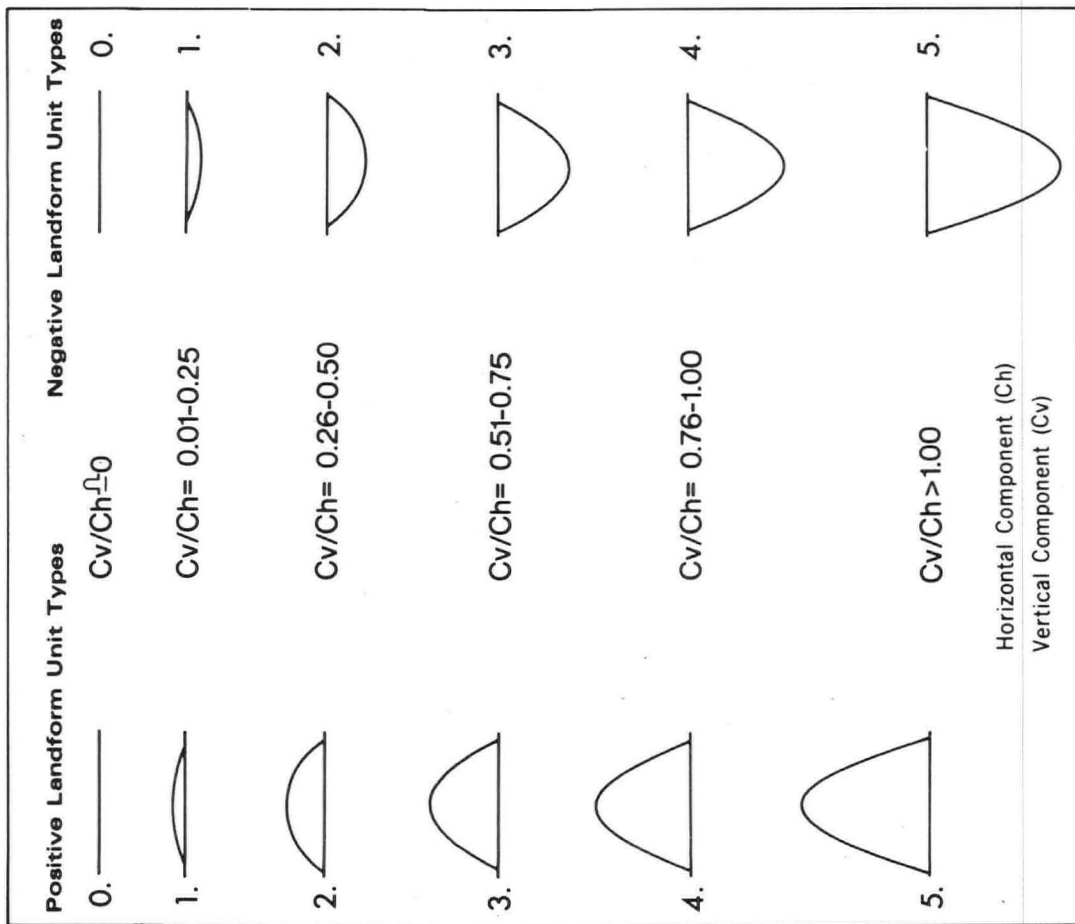 Positive Landform Unit Types Negative Landform Unit Types
0. Cv/Ch≏0 0.
1. Cv/Ch= 0.01-0.25 1.
2. Cv/Ch= 0.26-0.50 2.
3. Cv/Ch= 0.51-0.75 3.
4. Cv/Ch= 0.76-1.00 4.
5. Cv/Ch>1.00 5.
Horizontal Component (Ch)
Vertical Component (Cv)